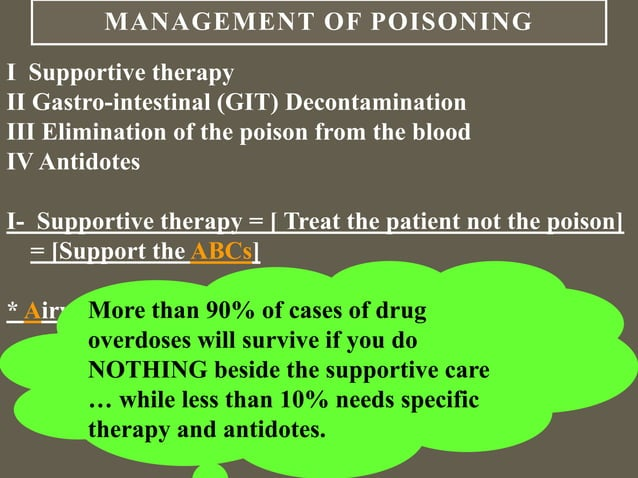 MANAGEMENT OF POISONING
I Supportive therapy
II Gastro-intestinal (GIT) Decontamination
III Elimination of the poison from the blood
IV Antidotes
I- Supportive therapy = [ Treat the patient not the poison]
= [Support the ABCs]
*
More than 90% of cases of drug
overdoses will survive if you do
NOTHING beside the supportive care
… while less than 10% needs specific
therapy and antidotes.